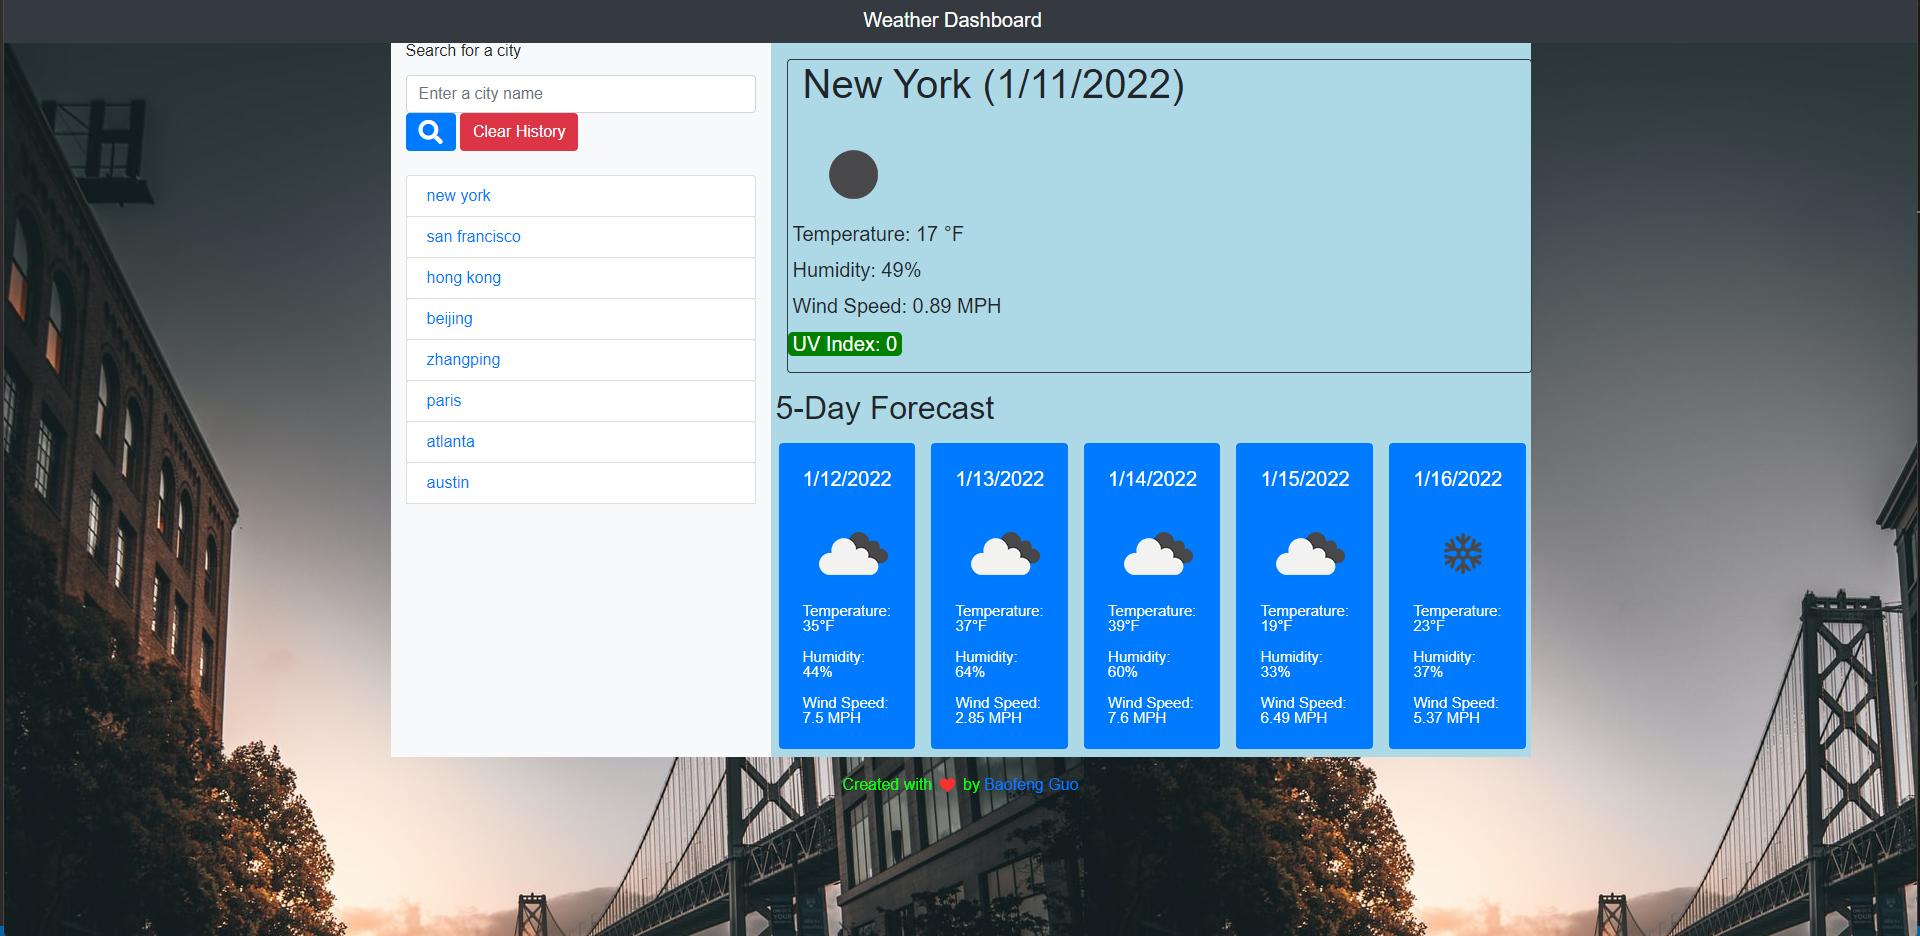 Weather Dashboard
Search for a city
Enter a city name
Clear History
new york
san francisco
hong kong
beijing
zhangping
paris
atlanta
austin
New York (1/11/2022)
Temperature: 17 °F
Humidity: 49%
Wind Speed: 0.89 MPH
UV Index: 0
5-Day Forecast
1/12/2022
Temperature:
35°F
Humidity:
44%
Wind Speed:
7.5 MPH
1/13/2022
Temperature:
37°F
Humidity:
64%
Wind Speed:
2.85 MPH
1/14/2022
Temperature:
39°F
Humidity:
60%
Wind Speed:
7.6 MPH
1/15/2022
Temperature:
19°F
Humidity:
33%
Wind Speed:
6.49 MPH
1/16/2022
Temperature:
23°F
Humidity:
37%
Wind Speed:
5.37 MPH
Created with ❤️ by Baofeng Guo